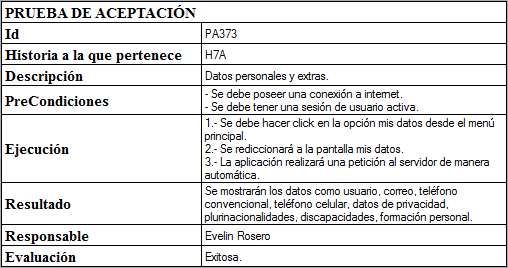 PRUEBA DE ACEPTACIÓN
Id PA373
Historia a la que pertenece H7A
Descripción Datos personales y extras.
PreCondiciones - Se debe poseer una conexión a internet.
- Se debe tener una sesión de usuario activa.
Ejecución 1.- Se debe hacer click en la opción mis datos desde el menú
principal.
2.- Se rediccionará a la pantalla mis datos.
3.- La aplicación realizará una petición al servidor de manera
automática.
Resultado Se mostrarán los datos como usuario, correo, teléfono
convencional, teléfono celular, datos de privacidad,
plurinacionalidades, discapacidades, formación personal.
Responsable Evelin Rosero
Evaluación Exitosa.